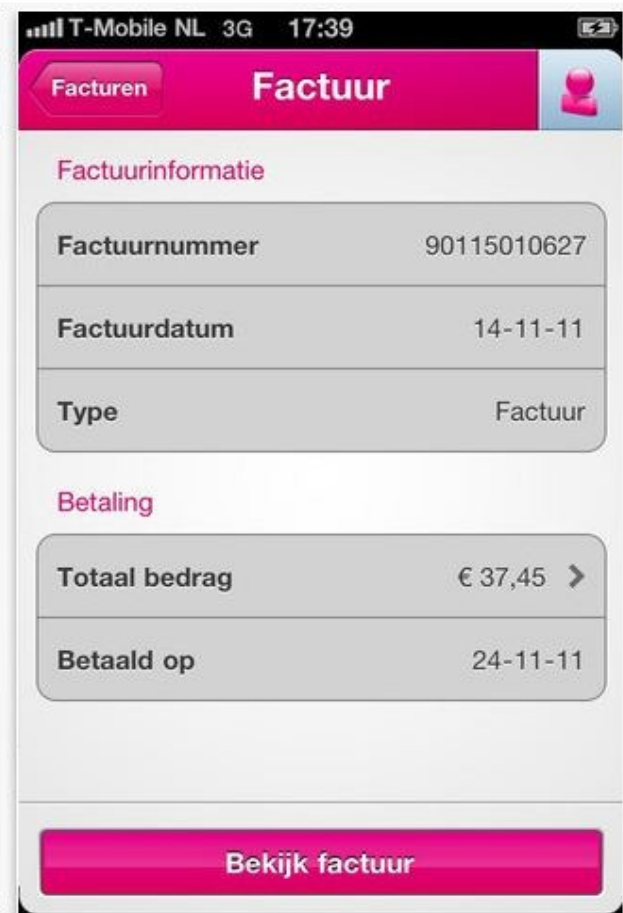 T-Mobile NL 3G 17:39
Facturen Factuur
Factuurinformatie
Factuurnummer 90115010627
Factuurdatum 14-11-11
Type Factuur
Betaling
Totaal bedrag € 37,45
Betaald op 24-11-11
Bekijk factuur